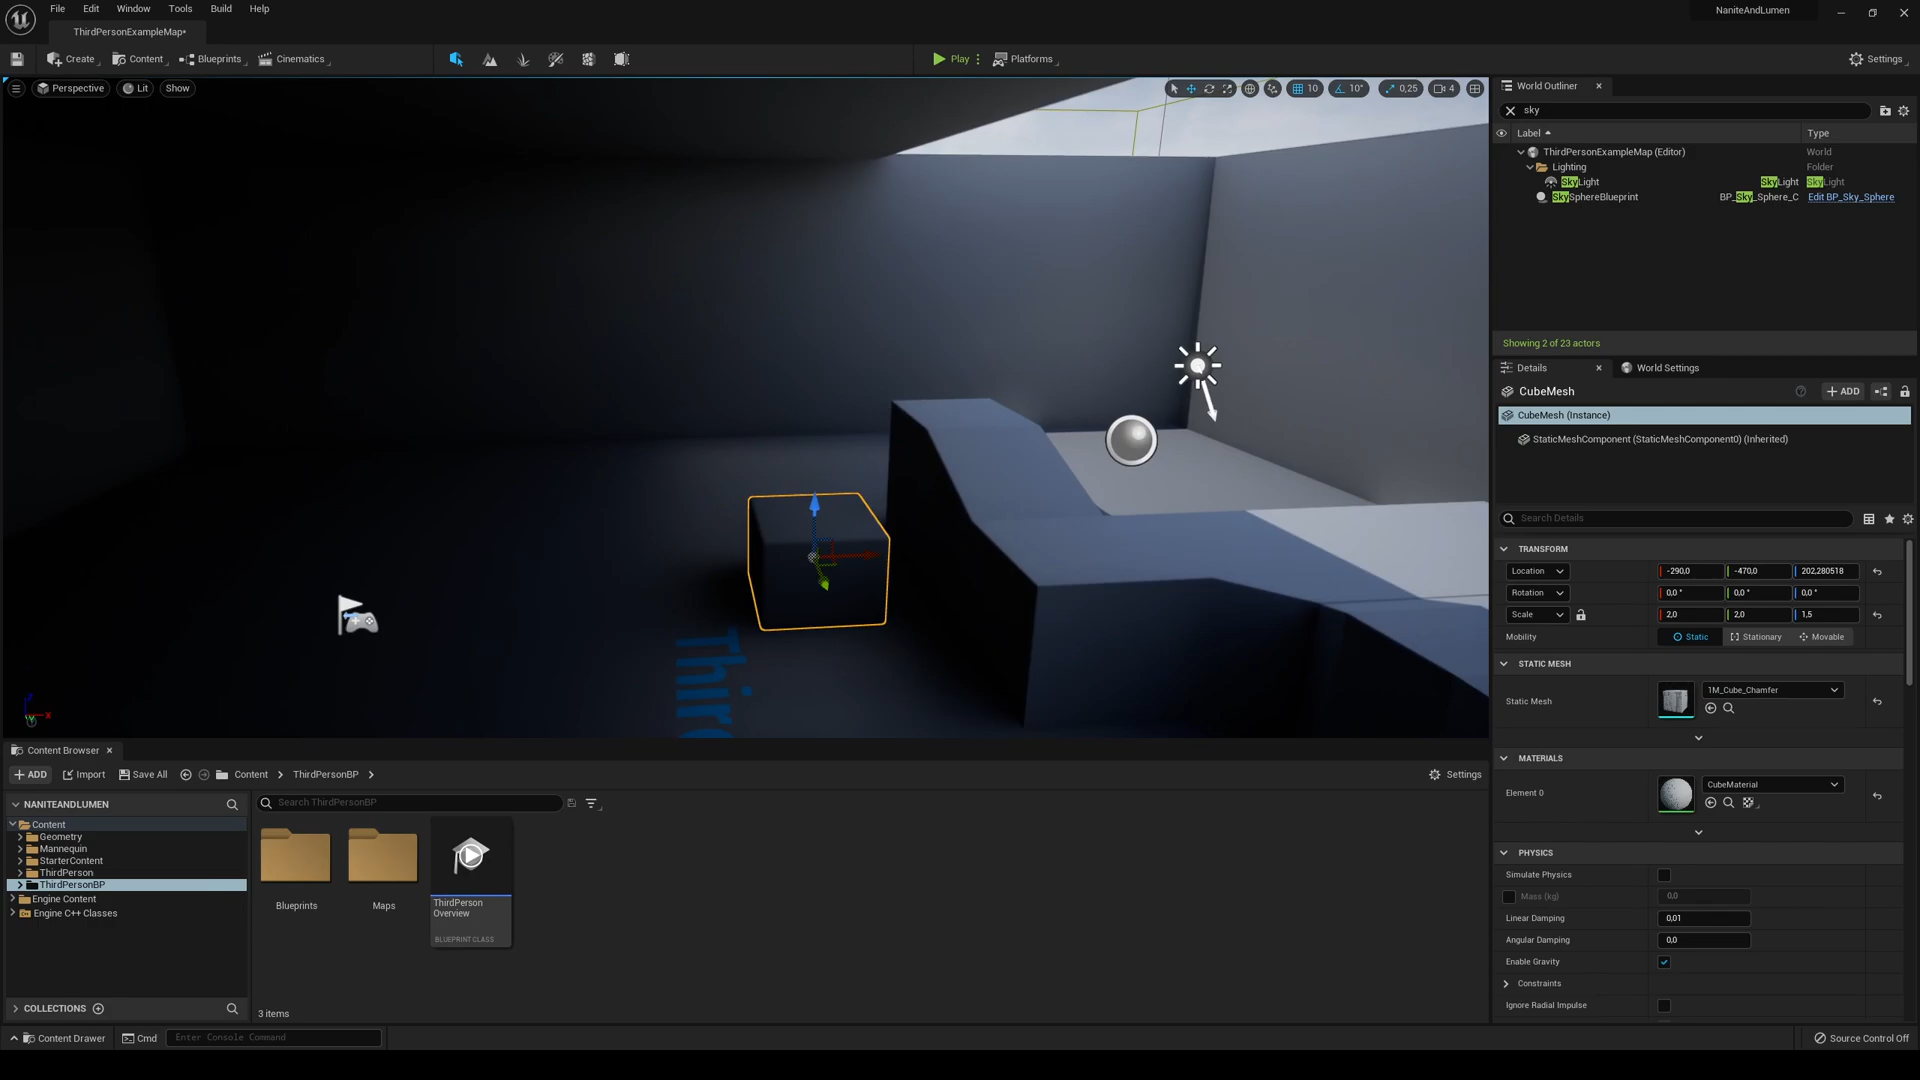 File Edit Window Tools Build Help
NaniteAndLumen
ThirdPersonExampleMap*
Create Content Blueprints Cinematics
Play Platforms
Settings
Perspective Lit Show
10 10° 0,25 4
Thirc
World Outliner
sky
Label Type
ThirdPersonExampleMap (Editor) World
Lighting Folder
SkyLight SkyLight SkyLight
SkySphereBlueprint BP_Sky_Sphere_C Edit BP_Sky_Sphere
Showing 2 of 23 actors
Details World Settings
CubeMesh ADD
CubeMesh (Instance)
StaticMeshComponent (StaticMeshComponent0) (Inherited)
Search Details
TRANSFORM
Location -290,0 -470,0 202,280518
Rotation 0,0 ° 0,0 ° 0,0 °
Scale 2,0 2,0 1,5
Mobility Static Stationary Movable
STATIC MESH
Static Mesh 1M_Cube_Chamfer
MATERIALS
Element 0 CubeMaterial
PHYSICS
Simulate Physics
Mass (kg) 0,0
Linear Damping 0,01
Angular Damping 0,0
Enable Gravity
Constraints
Ignore Radial Impulse
Content Browser
ADD Import Save All Content ThirdPersonBP Settings
NANITEANDLUMEN
Search ThirdPersonBP
Content
Geometry
Mannequin
StarterContent
ThirdPerson
ThirdPersonBP
Engine Content
Engine C++ Classes
Blueprints
Maps
ThirdPerson
Overview
BLUEPRINT CLASS
COLLECTIONS
3 items
Content Drawer Cmd Enter Console Command Source Control Off